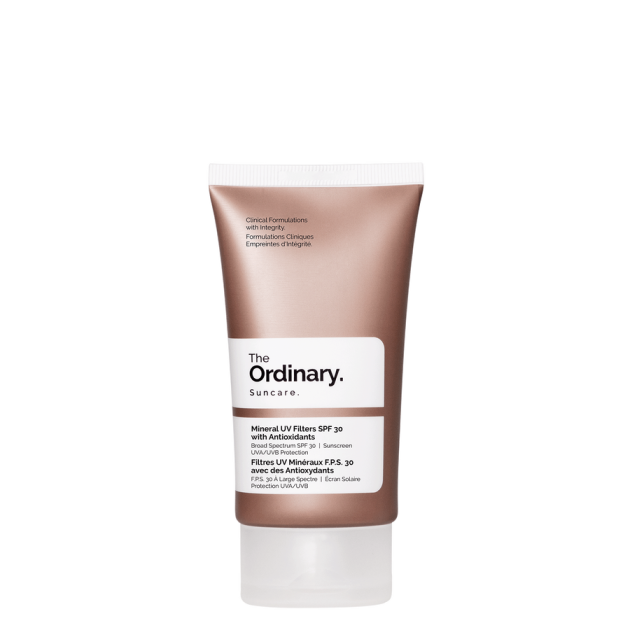 Clinical Formulations
with Integrity.
Formulations Cliniques
Empreintes d'Intégrité.
The
Ordinary.
Suncare.
Mineral UV Filters SPF 30
with Antioxidants
Broad Spectrum SPF 30 | Sunscreen
UVA/UVB Protection
Filtres UV Minéraux F.P.S. 30
avec des Antioxydants
F.P.S. 30 À Large Spectre | Écran Solaire
Protection UVA/UVB